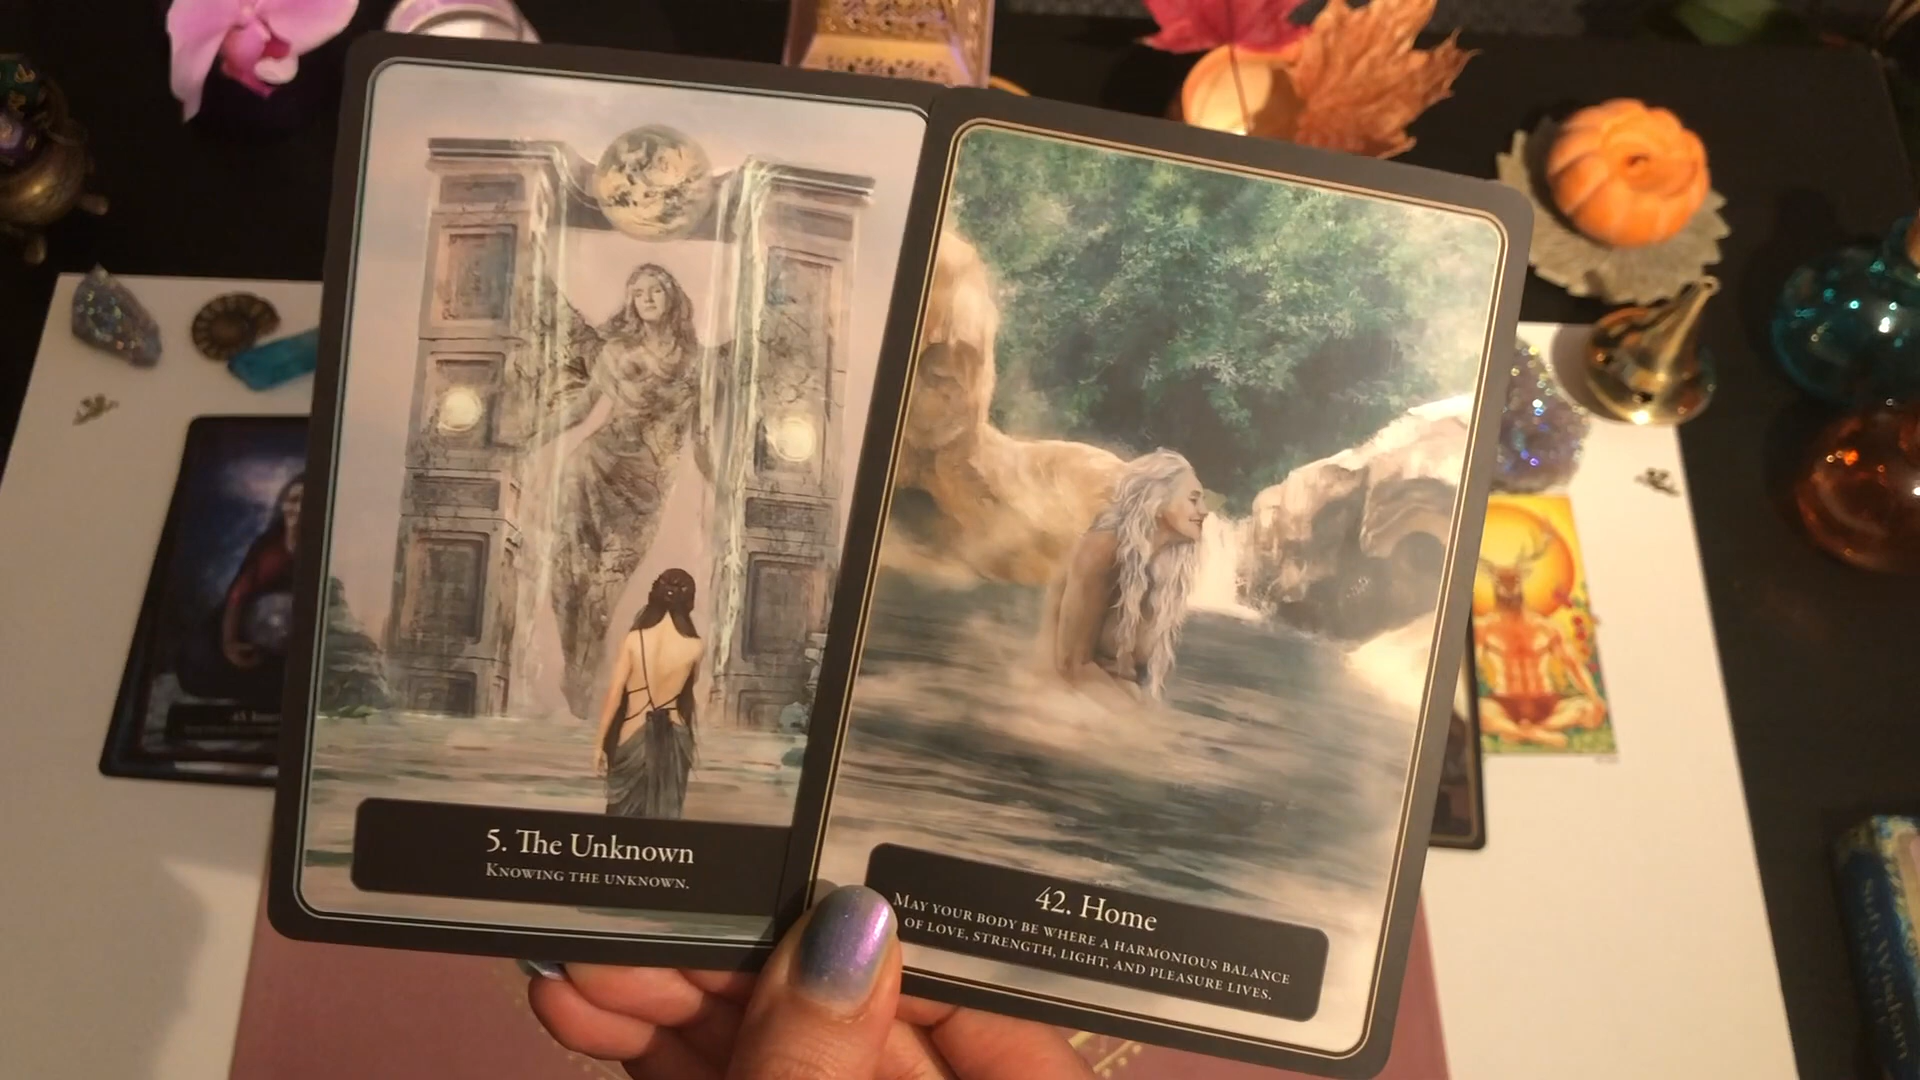 5. The Unknown
Knowing the unknown.
42. Home
May your body be where a harmonious balance
of love, strength, light, and pleasure lives.
Wisdom